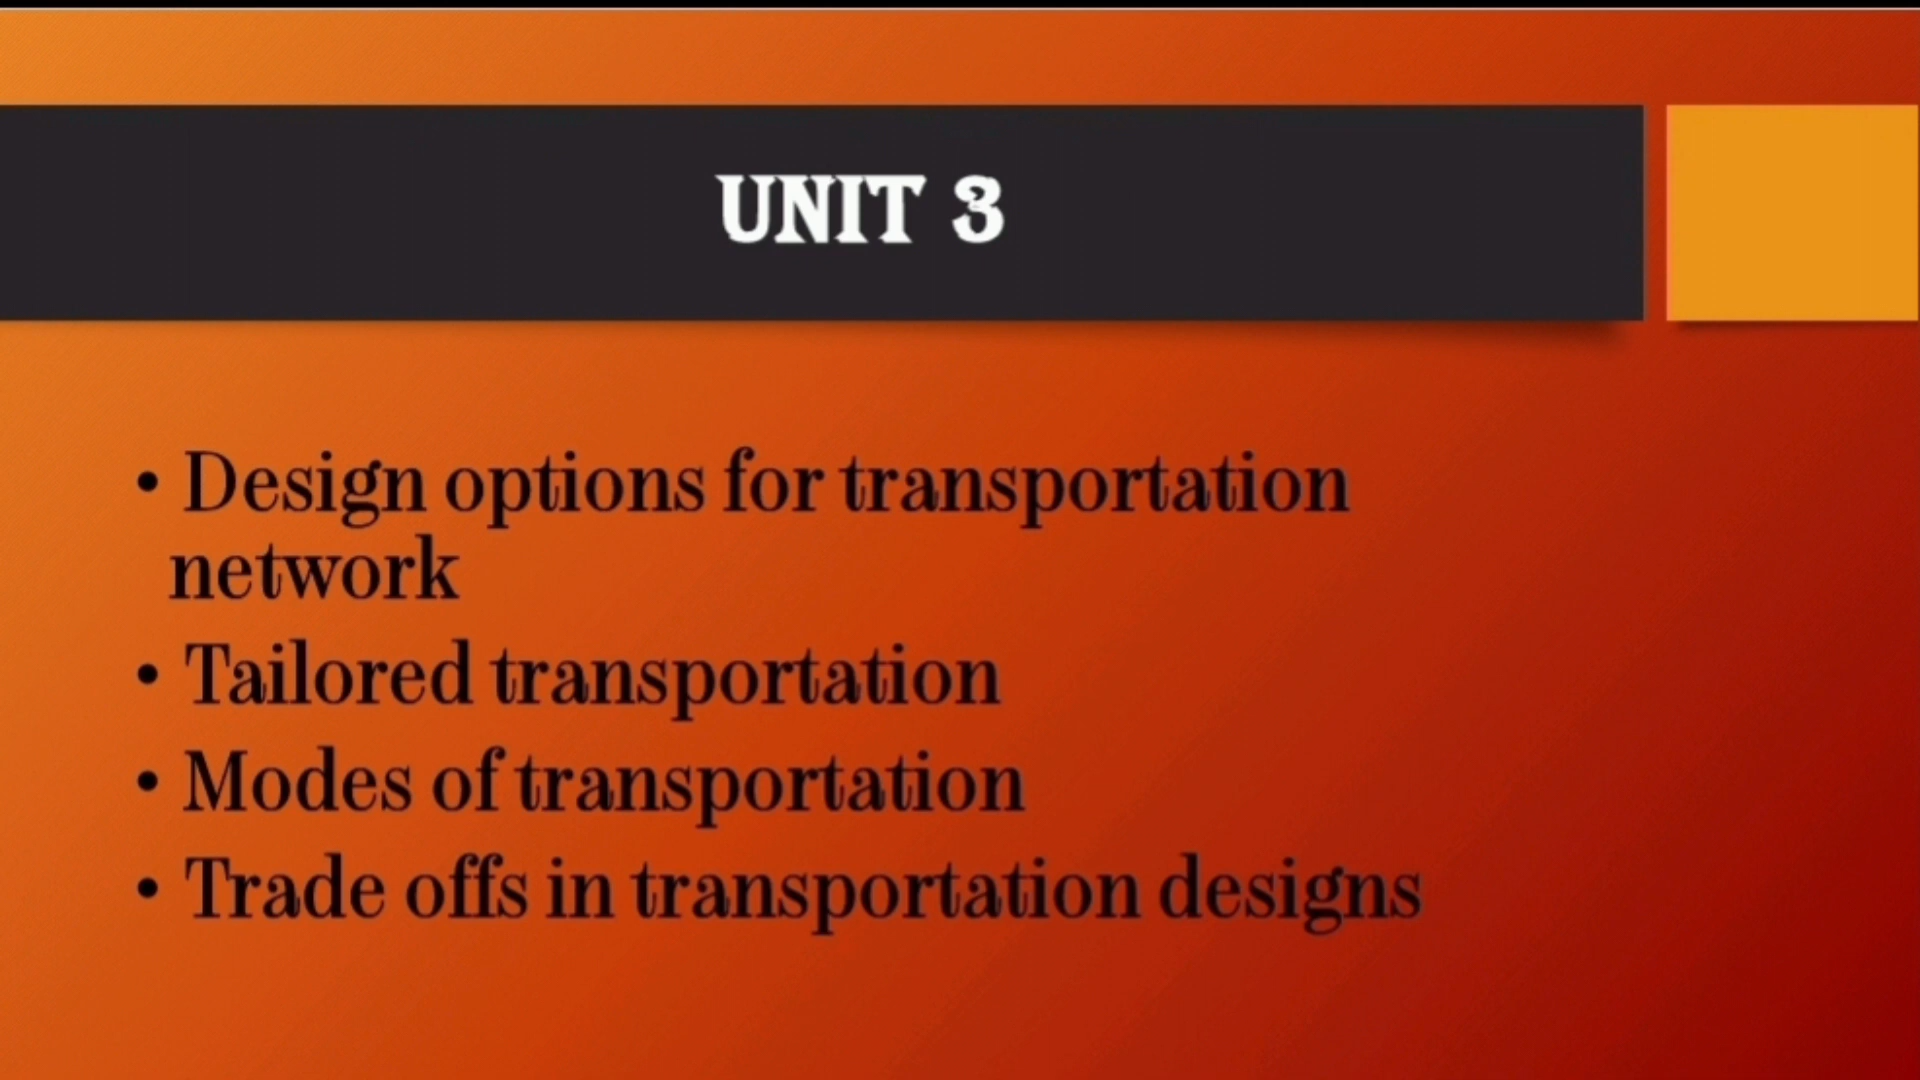 UNIT 3
• Design options for transportation
network
• Tailored transportation
• Modes of transportation
• Trade offs in transportation designs